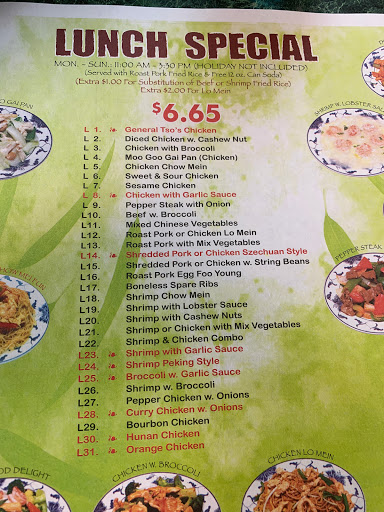 LUNCH SPECIAL
MON. - SUN.: 11:00 AM - 3:30 PM (HOLIDAY NOT INCLUDED)
(Served with Roast Pork Fried Rice & Free 12 oz. Can Soda)
(Extra $1.00 For Substitution of Beef or Shrimp Fried Rice)
Extra $2.00 For Lo Mein
$6.65
L 1. General Tso's Chicken
L 2. Diced Chicken w. Cashew Nut
L 3. Chicken with Broccoli
L 4. Moo Goo Gai Pan (Chicken)
L 5. Chicken Chow Mein
L 6. Sweet & Sour Chicken
L 7. Sesame Chicken
L 8. Chicken with Garlic Sauce
L 9. Pepper Steak with Onion
L10. Beef w. Broccoli
L11. Mixed Chinese Vegetables
L12. Roast Pork or Chicken Lo Mein
L13. Roast Pork with Mix Vegetables
L14. Shredded Pork or Chicken Szechuan Style
L15. Shredded Pork or Chicken w. String Beans
L16. Roast Pork Egg Foo Young
L17. Boneless Spare Ribs
L18. Shrimp Chow Mein
L19. Shrimp with Lobster Sauce
L20. Shrimp with Cashew Nuts
L21. Shrimp or Chicken with Mix Vegetables
L22. Shrimp & Chicken Combo
L23. Shrimp with Garlic Sauce
L24. Shrimp Peking Style
L25. Broccoli w. Garlic Sauce
L26. Shrimp w. Broccoli
L27. Pepper Chicken w. Onions
L28. Curry Chicken w. Onions
L29. Bourbon Chicken
L30. Hunan Chicken
L31. Orange Chicken
GAI PAN
SHRIMP W. LOBSTER
PEPPER STEAK
DELIGHT
CHICKEN W. BROCCOLI
CHICKEN LO MEIN